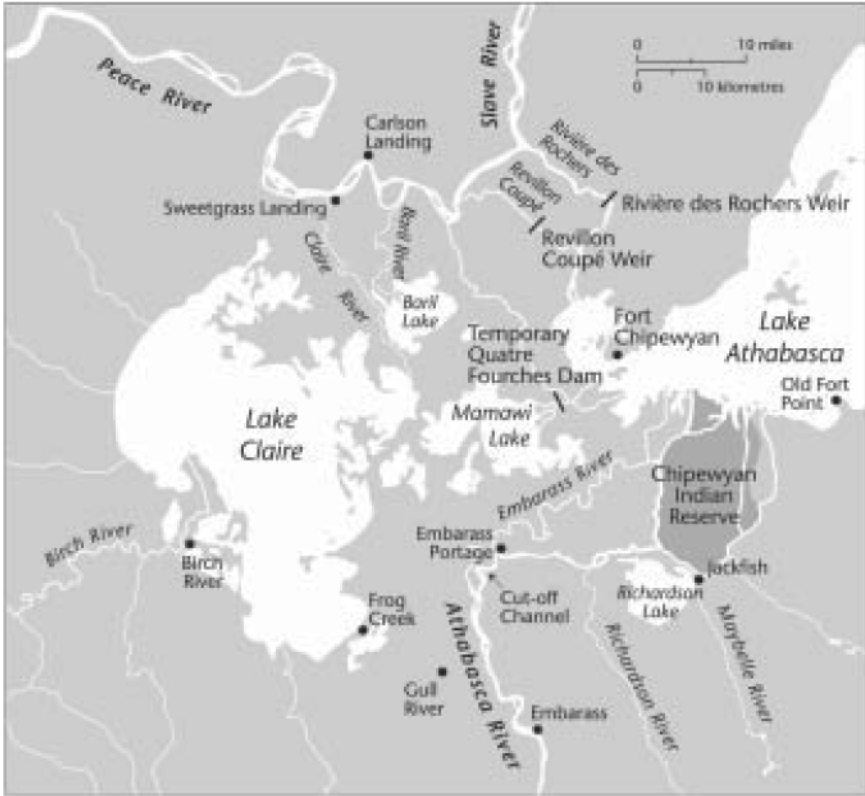 Peace River
Slave River
0 10 miles
0 10 kilometres
Carlson
Landing
Rivière des
Rochers
Revillon
Coupé
Sweetgrass Landing
Rivière des Rochers Weir
Claire
River
Baril River
Revillon
Coupé Weir
Baril
Lake
Temporary
Quatre
Fourches Dam
Fort
Chipewyan
Lake
Athabasca
Old Fort
Point
Lake
Claire
Mamawi
Lake
Embarass River
Chipewyan
Indian
Reserve
Birch River
Birch
River
Embarass
Portage
Jackfish
Cut-off
Channel
Richardson
Lake
Frog
Creek
Athabasca River
Richardson River
Maybelle River
Gull
River
Embarass